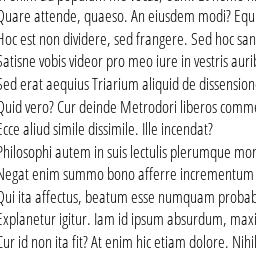 Quare attende, quaeso. An eiusdem modi? Equ
Hoc est non dividere, sed frangere. Sed hoc san
Satisne vobis videor pro meo iure in vestris aurib
Sed erat aequius Triarium aliquid de dissension
Quid vero? Cur deinde Metrodori liberos comme
Ecce aliud simile dissimile. Ille incendat?
Philosophi autem in suis lectulis plerumque mor
Negat enim summo bono afferre incrementum
Qui ita affectus, beatum esse numquam probab
Explanetur igitur. Iam id ipsum absurdum, maxi
Cur id non ita fit? At enim hic etiam dolore. Nihil